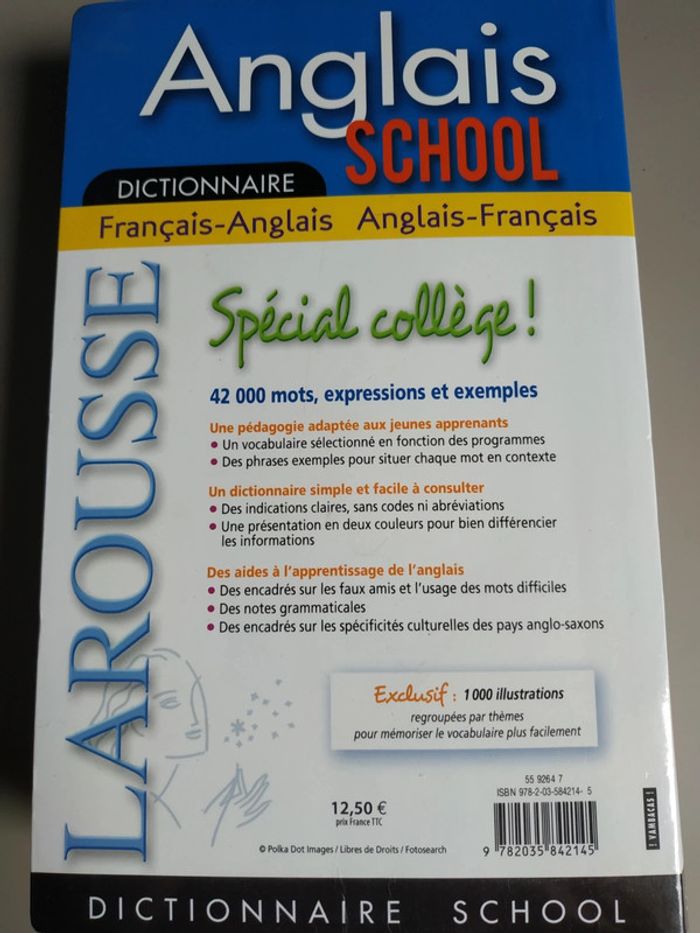 Anglais
SCHOOL
DICTIONNAIRE
Français-Anglais Anglais-Français
LAROUSSE
Spécial collège !
42 000 mots, expressions et exemples
Une pédagogie adaptée aux jeunes apprenants
• Un vocabulaire sélectionné en fonction des programmes
• Des phrases exemples pour situer chaque mot en contexte
Un dictionnaire simple et facile à consulter
• Des indications claires, sans codes ni abréviations
• Une présentation en deux couleurs pour bien différencier
les informations
Des aides à l'apprentissage de l'anglais
• Des encadrés sur les faux amis et l'usage des mots difficiles
• Des notes grammaticales
• Des encadrés sur les spécificités culturelles des pays anglo-saxons
Exclusif : 1 000 illustrations
regroupées par thèmes
pour mémoriser le vocabulaire plus facilement
55 9264 7
ISBN 978-2-03-584214- 5
12,50 €
prix France TTC
9 782035 842145
! VAMBACAS !
© Polka Dot Images / Libres de Droits / Fotosearch
DICTIONNAIRE SCHOOL